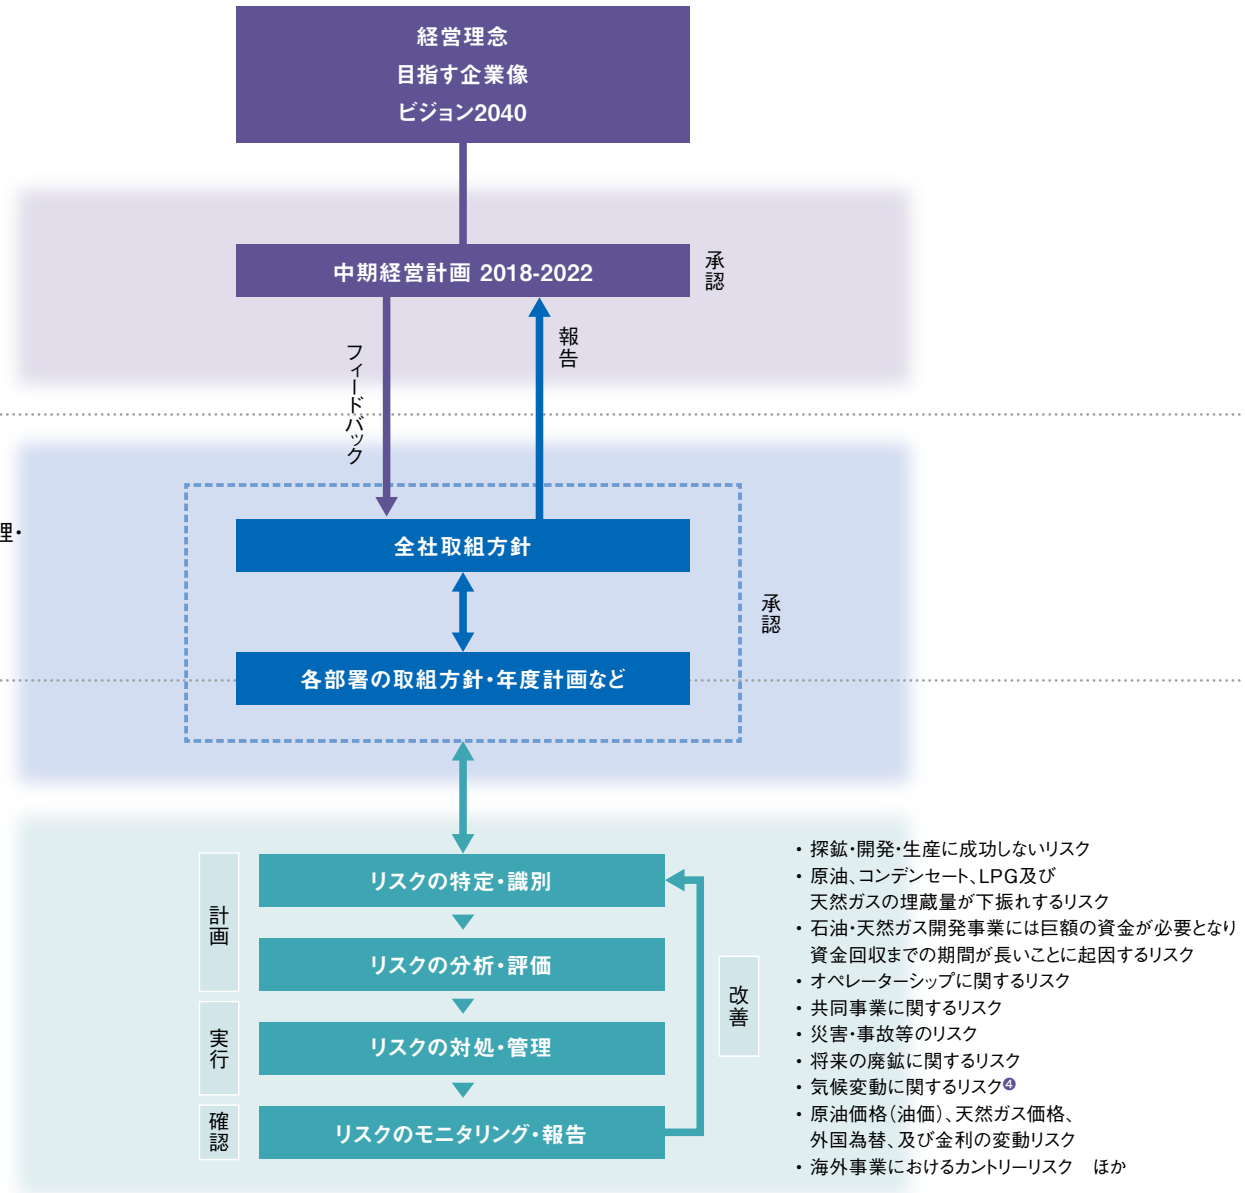 経営理念
目指す企業像
ビジョン2040
中期経営計画 2018-2022
承認
報告
フィードバック
理・
全社取組方針
承認
各部署の取組方針・年度計画など
計画
リスクの特定・識別
リスクの分析・評価
実行
リスクの対処・管理
確認
リスクのモニタリング・報告
改善
・ 探鉱・開発・生産に成功しないリスク
・ 原油、コンデンセート、LPG及び
天然ガスの埋蔵量が下振れするリスク
・ 石油・天然ガス開発事業には巨額の資金が必要となり
資金回収までの期間が長いことに起因するリスク
・ オペレーターシップに関するリスク
・ 共同事業に関するリスク
・ 災害・事故等のリスク
・ 将来の廃鉱に関するリスク
・ 気候変動に関するリスク❹
・ 原油価格（油価）、天然ガス価格、
外国為替、及び金利の変動リスク
・ 海外事業におけるカントリーリスク　ほか